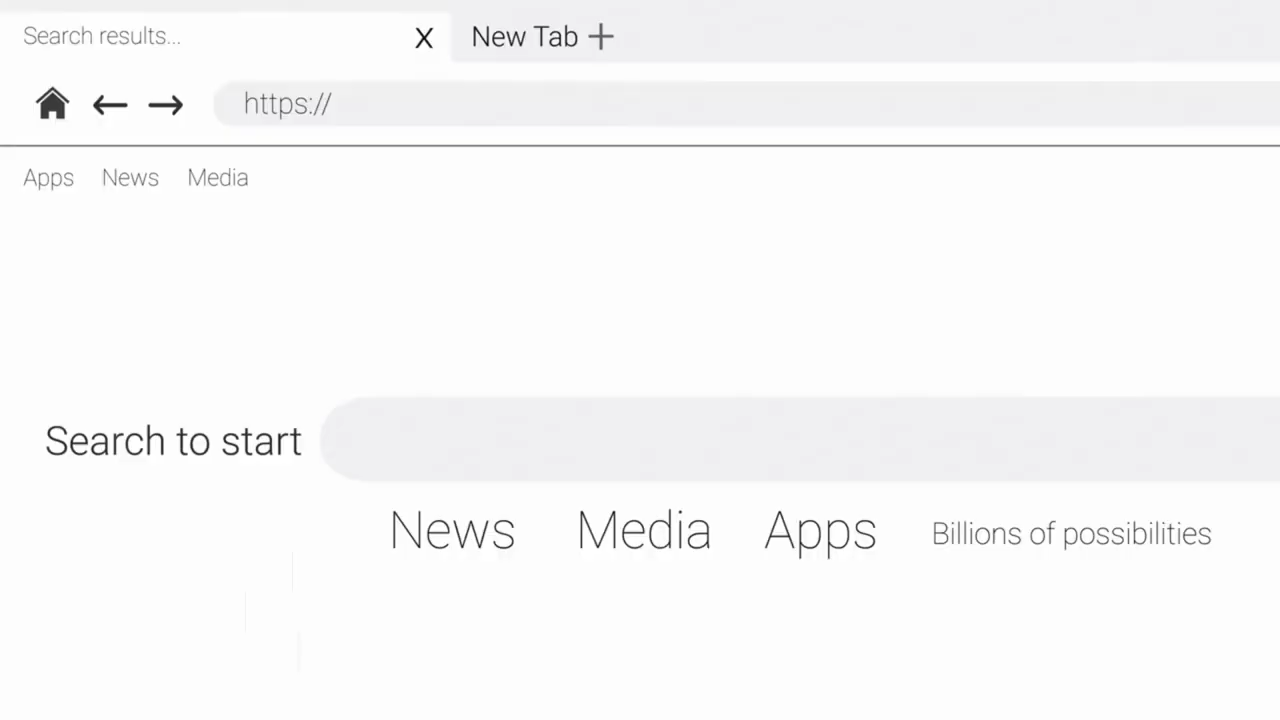 Search results... X New Tab +
https://
Apps News Media
Search to start
News Media Apps Billions of possibilities